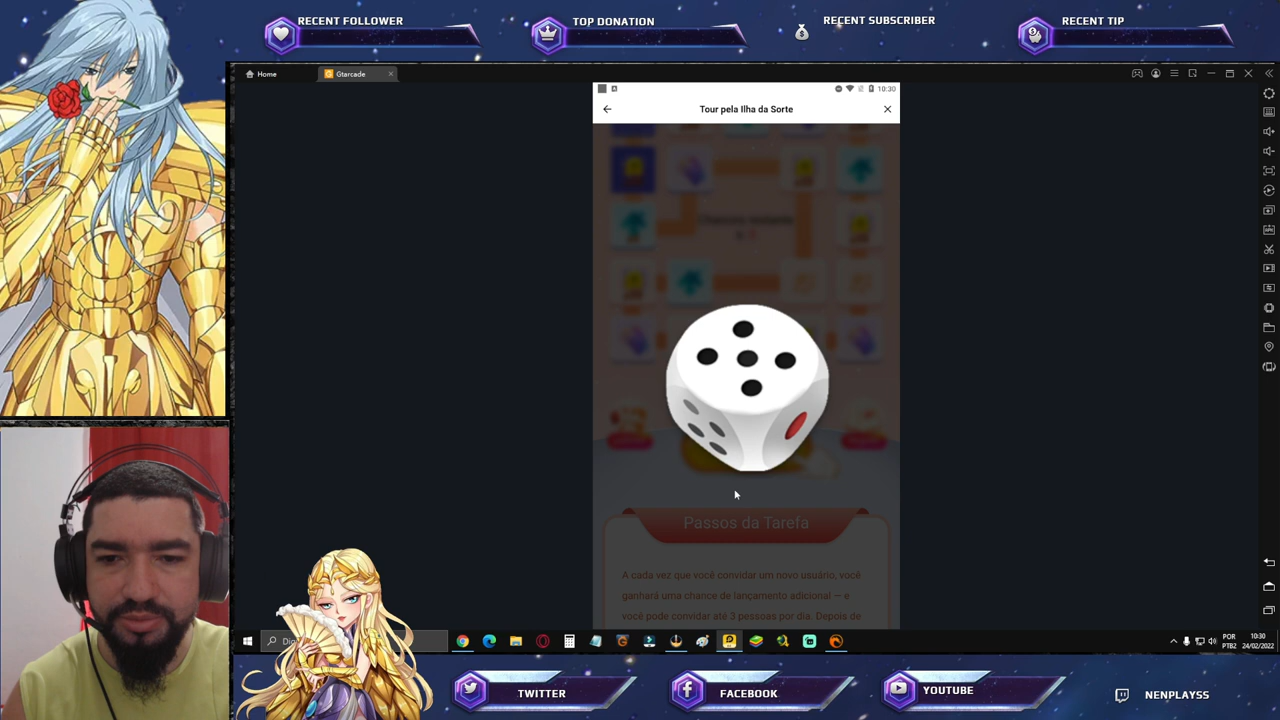 RECENT FOLLOWER
TOP DONATION
RECENT SUBSCRIBER
RECENT TIP
Home
Gtarcade
10:30
Tour pela Ilha da Sorte
Passos da Tarefa
A cada vez que você convidar um novo usuário, você
ganhará uma chance de lançamento adicional — e
você pode convidar até 3 pessoas por dia. Depois de
POR
PTB2
10:30
24/02/2022
TWITTER
FACEBOOK
YOUTUBE
NENPLAYSS